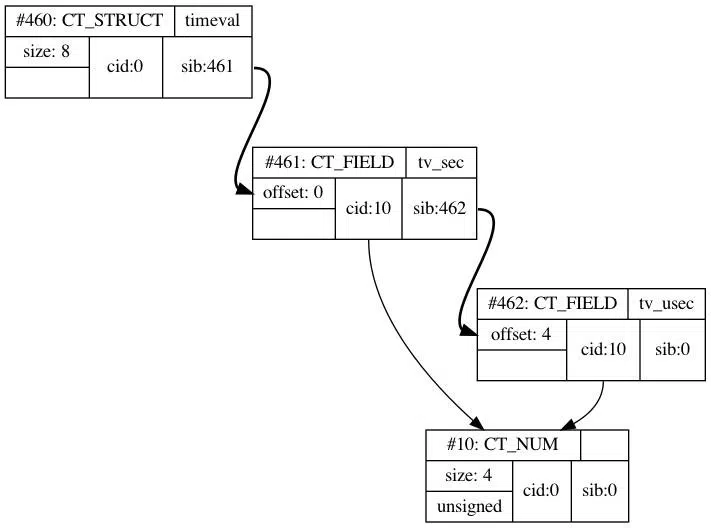 #460: CT_STRUCT timeval
size: 8 cid:0 sib:461
#461: CT_FIELD tv_sec
offset: 0 cid:10 sib:462
#462: CT_FIELD tv_usec
offset: 4 cid:10 sib:0
#10: CT_NUM
size: 4 cid:0 sib:0
unsigned